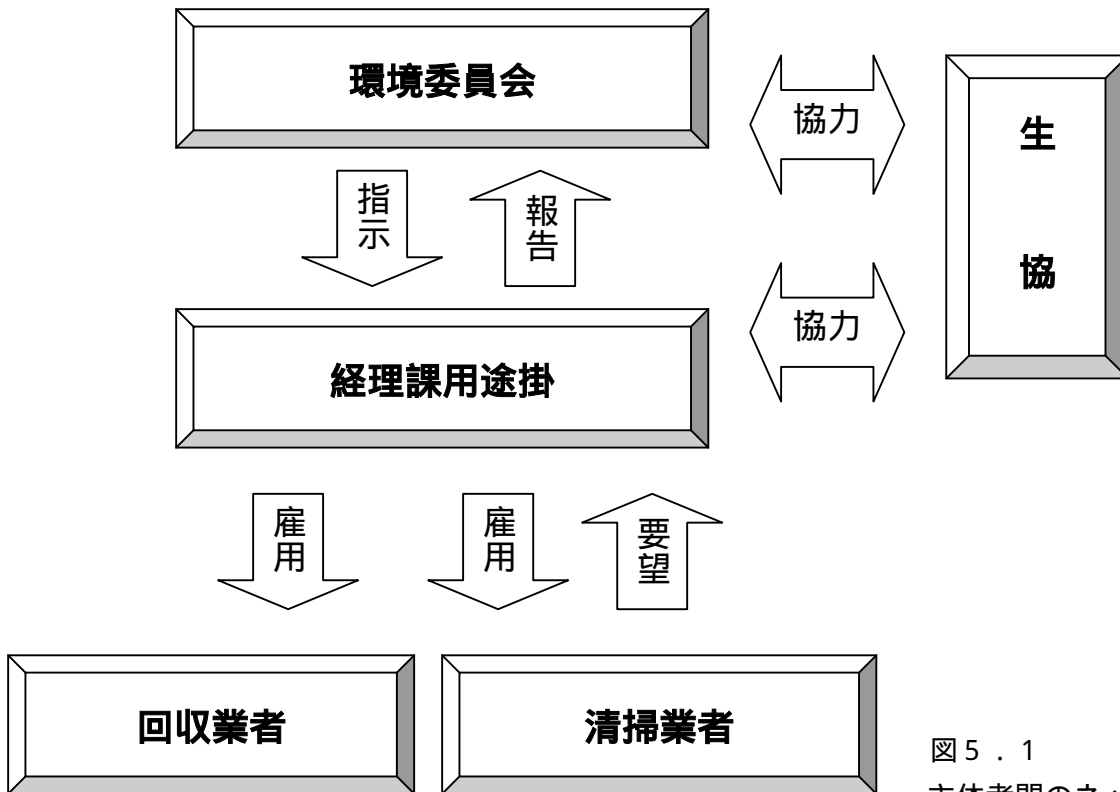 環境委員会
協力
生協
指示
報告
協力
経理課用途掛
雇用
雇用
要望
回収業者
清掃業者
図5．1